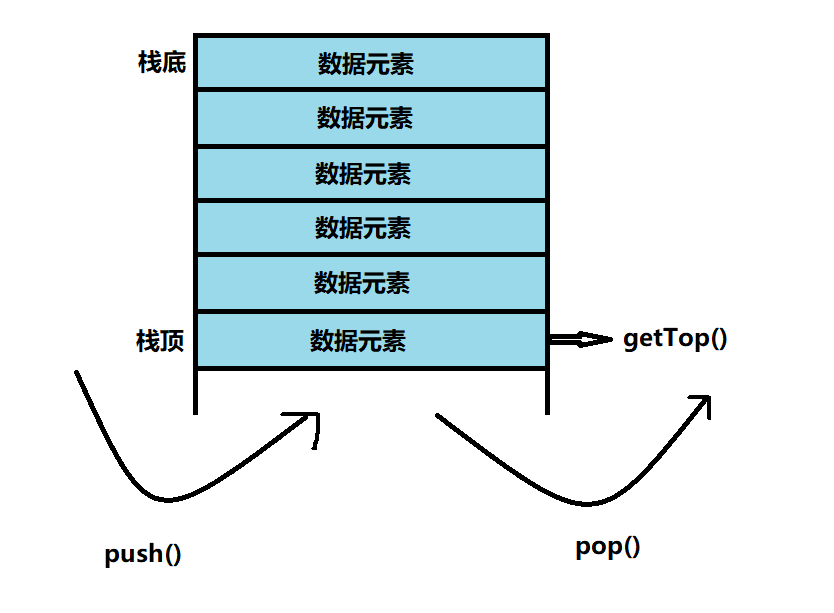 栈底
数据元素
数据元素
数据元素
数据元素
数据元素
栈顶
数据元素
getTop()
push()
pop()